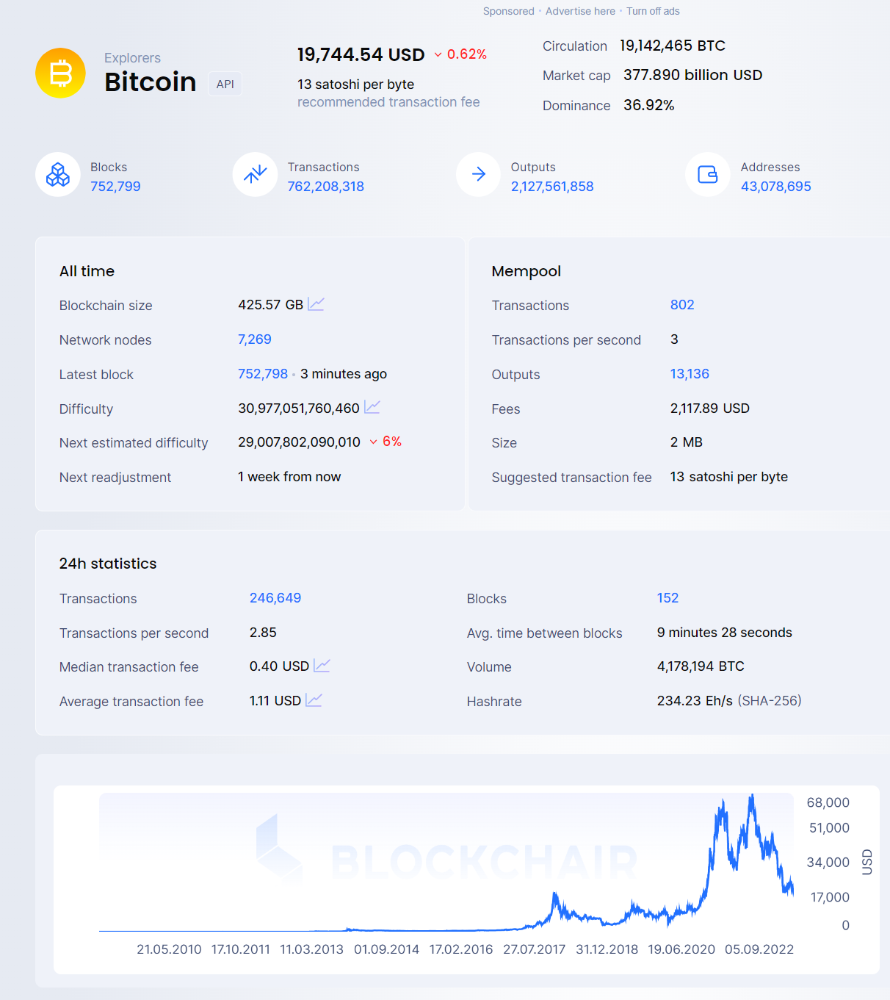 Sponsored • Advertise here • Turn off ads
Explorers
Bitcoin API
19,744.54 USD 0.62%
13 satoshi per byte
recommended transaction fee
Circulation 19,142,465 BTC
Market cap 377.890 billion USD
Dominance 36.92%
Blocks
752,799
Transactions
762,208,318
Outputs
2,127,561,858
Addresses
43,078,695
All time
Blockchain size 425.57 GB
Network nodes 7,269
Latest block 752,798 • 3 minutes ago
Difficulty 30,977,051,760,460
Next estimated difficulty 29,007,802,090,010 6%
Next readjustment 1 week from now
Mempool
Transactions 802
Transactions per second 3
Outputs 13,136
Fees 2,117.89 USD
Size 2 MB
Suggested transaction fee 13 satoshi per byte
24h statistics
Transactions 246,649
Transactions per second 2.85
Median transaction fee 0.40 USD
Average transaction fee 1.11 USD
Blocks 152
Avg. time between blocks 9 minutes 28 seconds
Volume 4,178,194 BTC
Hashrate 234.23 Eh/s (SHA-256)
BLOCKCHAIR
68,000
51,000
34,000
17,000
0
USD
21.05.2010 17.10.2011 11.03.2013 01.09.2014 17.02.2016 27.07.2017 31.12.2018 19.06.2020 05.09.2022